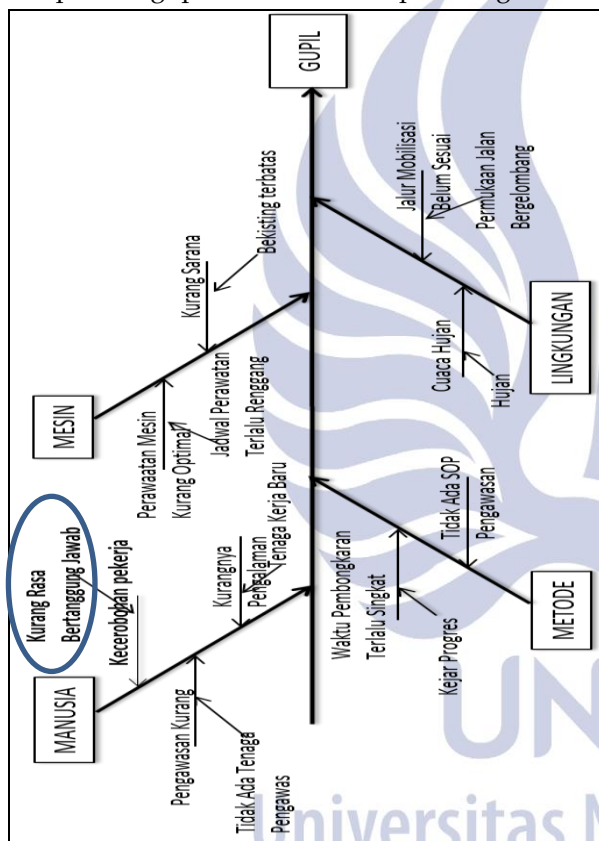 MANUSIA
Kurang Rasa
Bertanggung Jawab
Kecerobohan pekerja
Pengawasan Kurang
Tidak Ada Tenaga
Pengawas
Kurangnya
Pengalaman
Tenaga Kerja Baru
MESIN
Perawaatan Mesin
Kurang Optimal
Jadwal Perawatan
Terlalu Renggang
Kurang Sarana
Bekisting terbatas
GUPIL
METODE
Waktu Pembongkaran
Terlalu Singkat
Kejar Progres
Tidak Ada SOP
Pengawasan
LINGKUNGAN
Cuaca Hujan
Hujan
Jalur Mobilisasi
Belum Sesuai
Permukaan Jalan
Bergelombang
UN
Universitas N